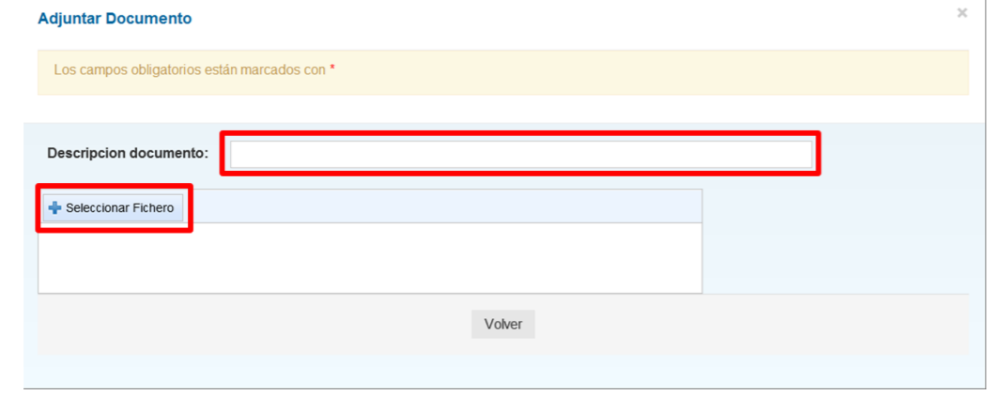 Adjuntar Documento
×
Los campos obligatorios están marcados con *
Descripcion documento:
Seleccionar Fichero
Volver